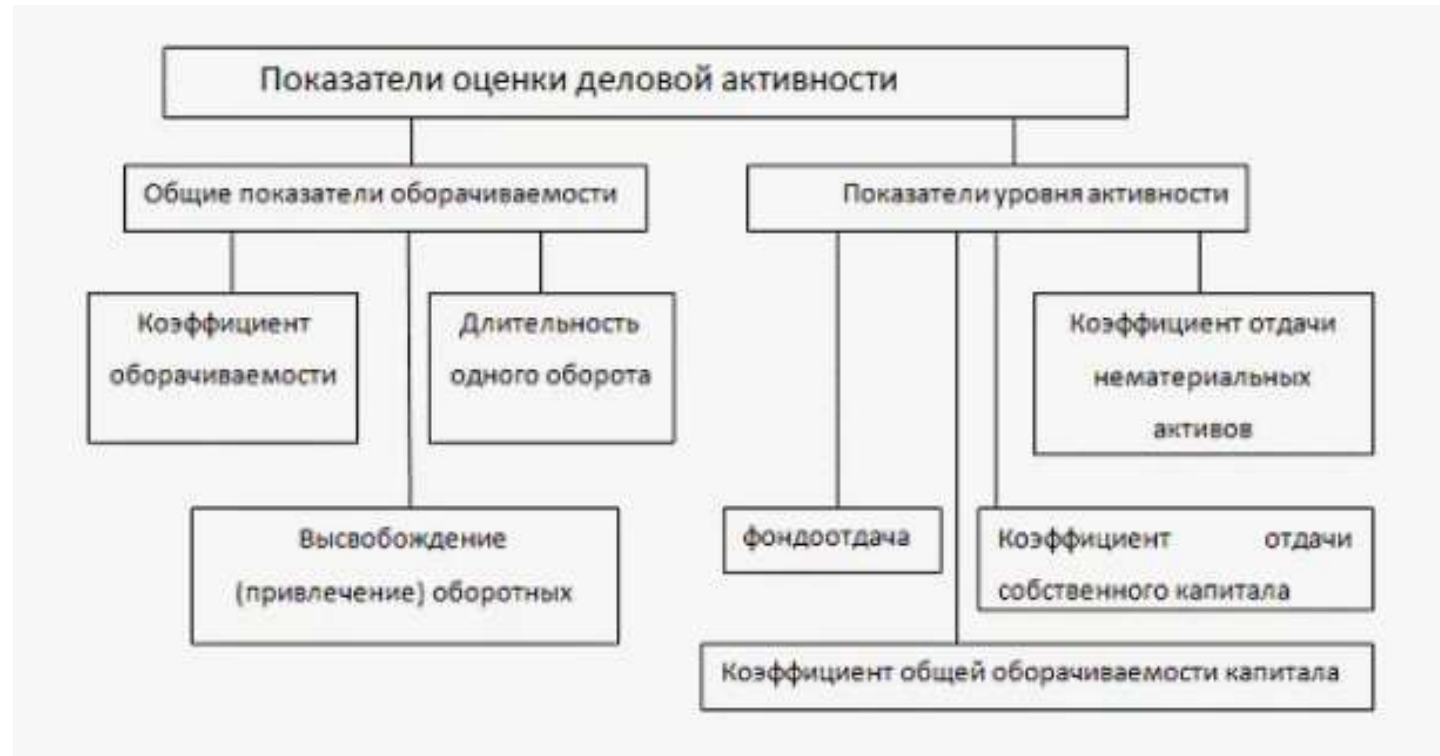 Показатели оценки деловой активности
Общие показатели оборачиваемости
Показатели уровня активности
Коэффициент
оборачиваемости
Длительность
одного оборота
Коэффициент отдачи
нематериальных
активов
Высвобождение
(привлечение) оборотных
фондоотдача
Коэффициент отдачи
собственного капитала
Коэффициент общей оборачиваемости капитала